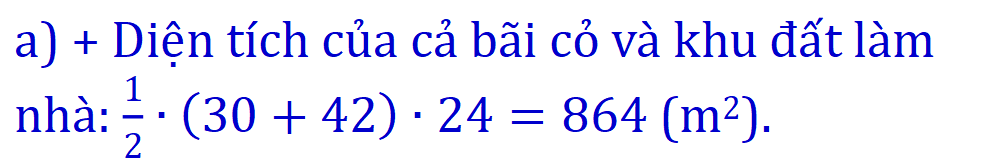 a) + Diện tích của cả bãi cỏ và khu đất làm
nhà: 1/2 · (30 + 42) · 24 = 864 (m²).